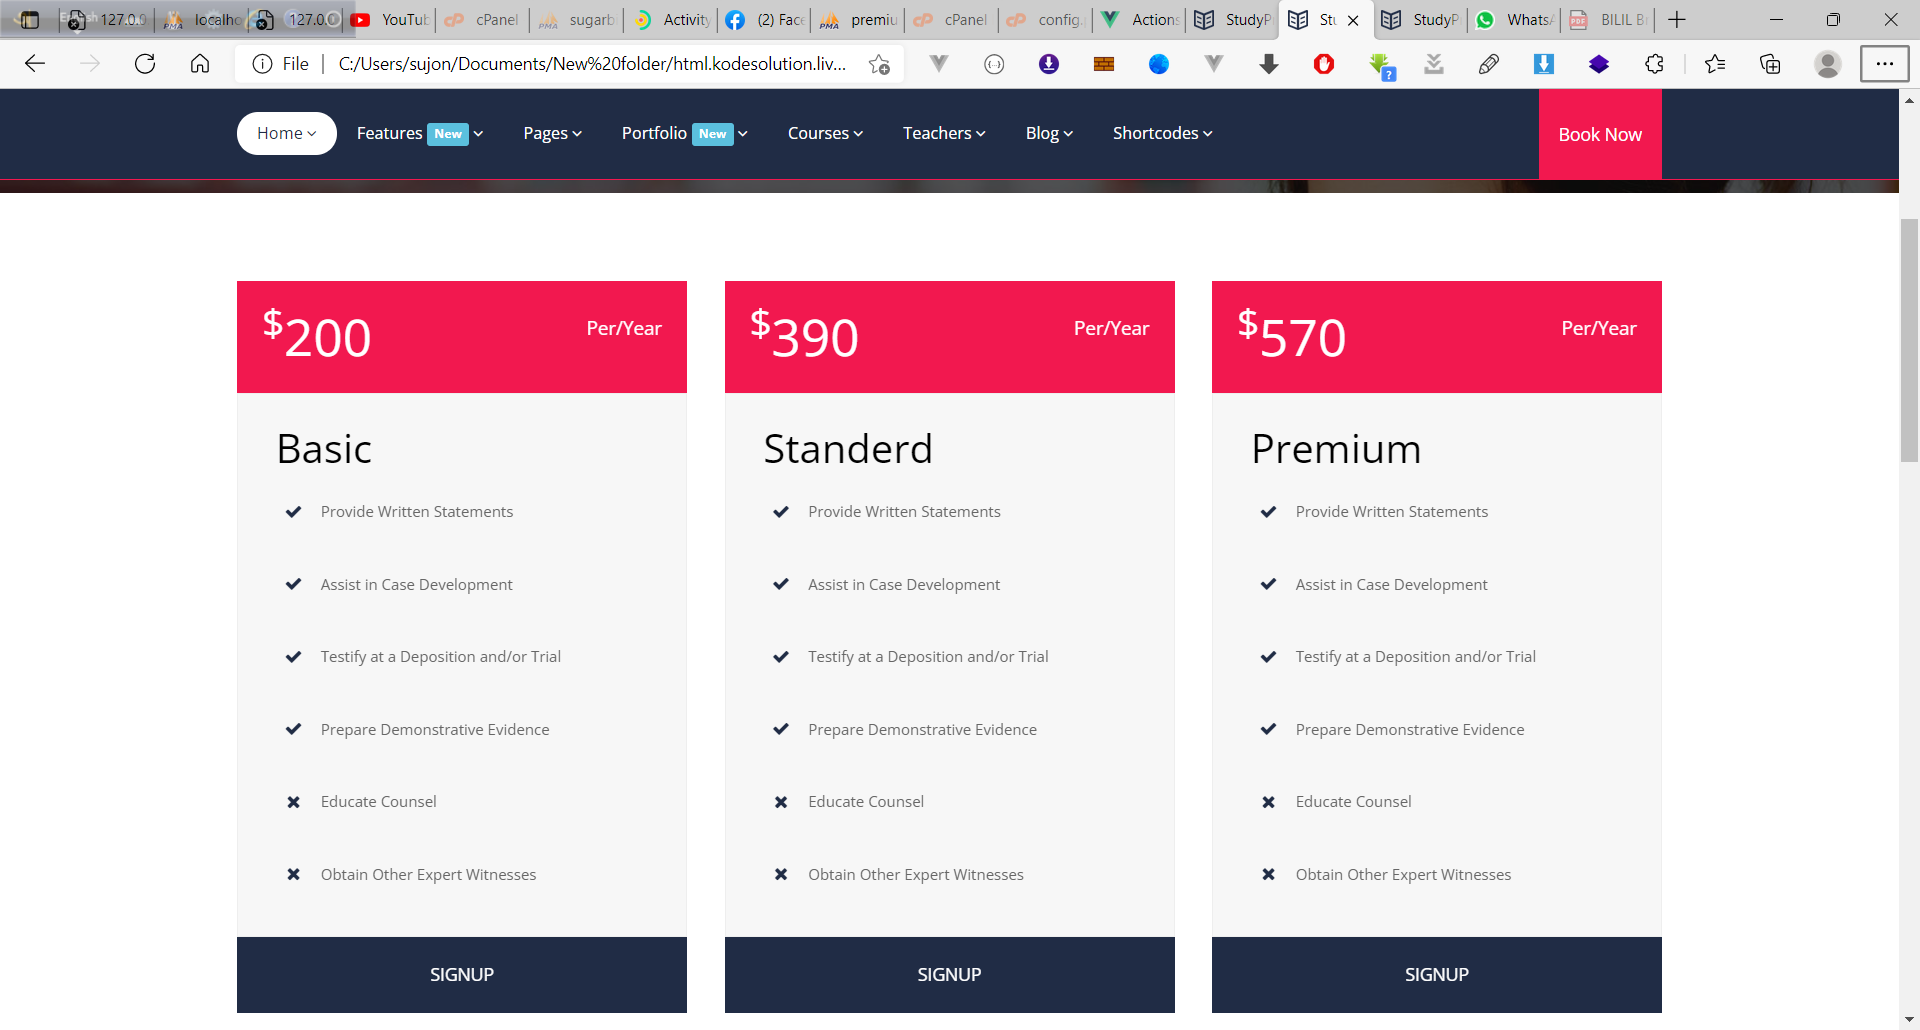 127.0.0 localho 127.0.0 YouTub cPanel sugarb Activity (2) Face premiu cPanel config. Actions StudyP Stu StudyP WhatsA BILIL B
File C:/Users/sujon/Documents/New%20folder/html.kodesolution.liv...
Home Features New Pages Portfolio New Courses Teachers Blog Shortcodes Book Now
$200 Per/Year
Basic
Provide Written Statements
Assist in Case Development
Testify at a Deposition and/or Trial
Prepare Demonstrative Evidence
Educate Counsel
Obtain Other Expert Witnesses
SIGNUP
$390 Per/Year
Standerd
Provide Written Statements
Assist in Case Development
Testify at a Deposition and/or Trial
Prepare Demonstrative Evidence
Educate Counsel
Obtain Other Expert Witnesses
SIGNUP
$570 Per/Year
Premium
Provide Written Statements
Assist in Case Development
Testify at a Deposition and/or Trial
Prepare Demonstrative Evidence
Educate Counsel
Obtain Other Expert Witnesses
SIGNUP